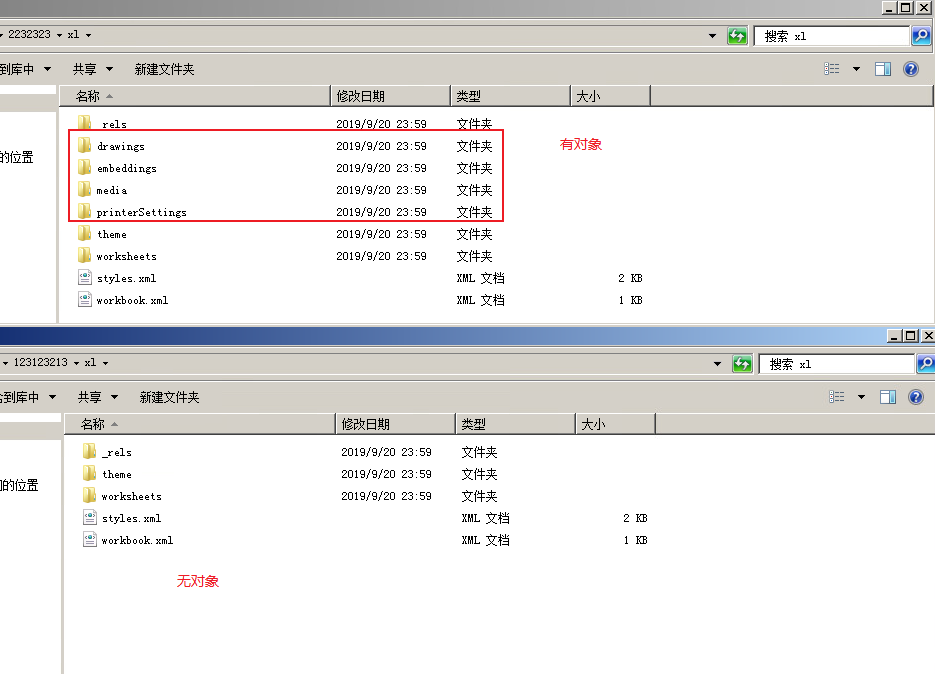 2232323 xl
搜索 xl
到库中 共享 新建文件夹
名称 修改日期 类型 大小
_rels 2019/9/20 23:59 文件夹
drawings 2019/9/20 23:59 文件夹
有对象
的位置
embeddings 2019/9/20 23:59 文件夹
media 2019/9/20 23:59 文件夹
printerSettings 2019/9/20 23:59 文件夹
theme 2019/9/20 23:59 文件夹
worksheets 2019/9/20 23:59 文件夹
styles.xml XML 文档 2 KB
workbook.xml XML 文档 1 KB
123123213 xl
搜索 xl
到库中 共享 新建文件夹
名称 修改日期 类型 大小
_rels 2019/9/20 23:59 文件夹
theme 2019/9/20 23:59 文件夹
的位置
worksheets 2019/9/20 23:59 文件夹
styles.xml XML 文档 2 KB
workbook.xml XML 文档 1 KB
无对象